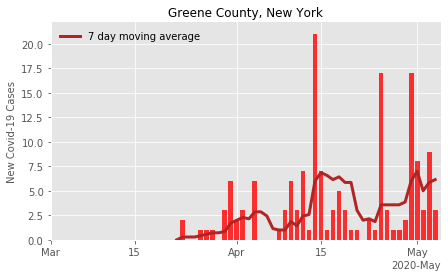 Greene County, New York
7 day moving average
New Covid-19 Cases
20.0
17.5
15.0
12.5
10.0
7.5
5.0
2.5
0.0
Mar
15
Apr
15
May
2020-May